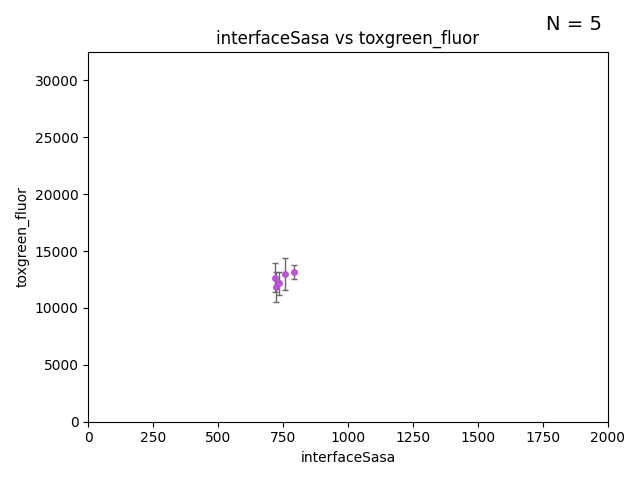 N = 5
interfaceSasa vs toxgreen_fluor
30000
25000
20000
15000
10000
5000
0
toxgreen_fluor
0 250 500 750 1000 1250 1500 1750 2000
interfaceSasa